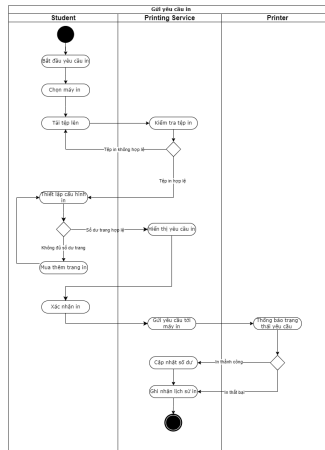 Gửi yêu cầu in
Student
Printing Service
Printer
Bắt đầu yêu cầu in
Chọn máy in
Tải tệp lên
Kiểm tra tệp in
Tệp in không hợp lệ
Tệp in hợp lệ
Thiết lập cấu hình
in
Số dư trang hợp lệ
Hiển thị yêu cầu in
Không đủ số dư trang
Mua thêm trang in
Xác nhận in
Gửi yêu cầu tới
máy in
Thông báo trạng
thái yêu cầu
Cập nhật số dư
In thành công
Ghi nhận lịch sử in
In thất bại